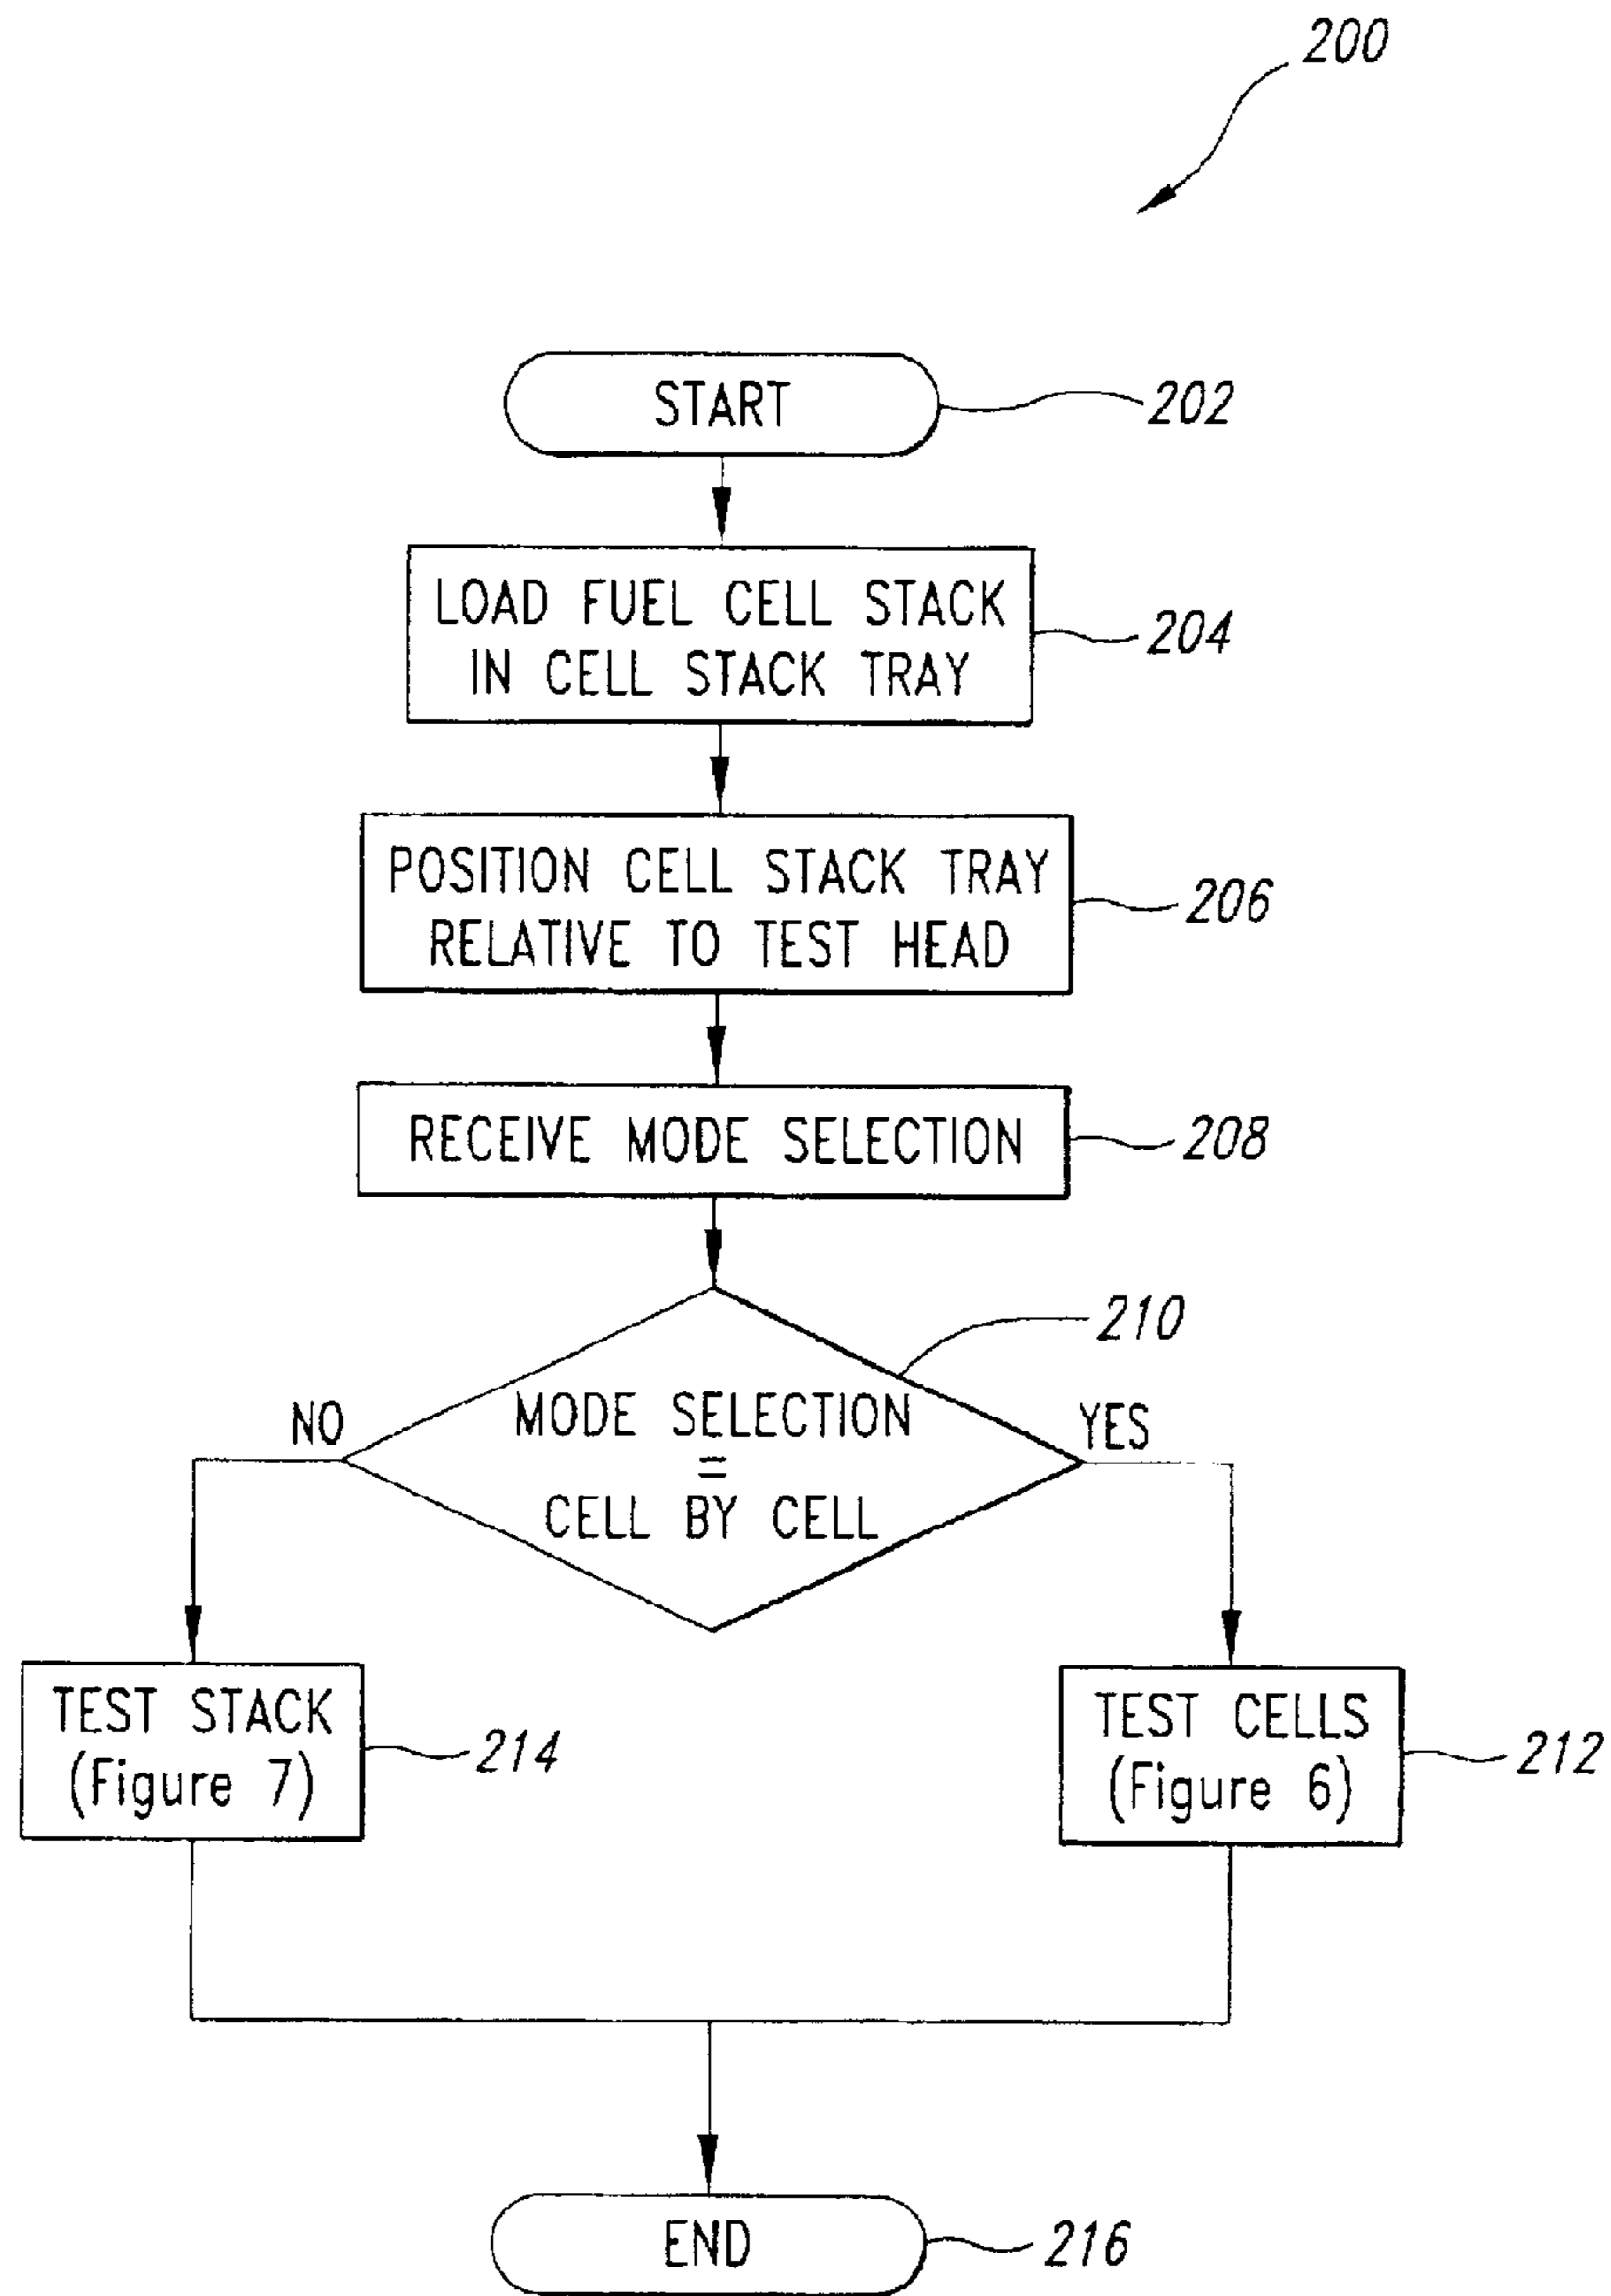 200
START
202
LOAD FUEL CELL STACK
IN CELL STACK TRAY
204
POSITION CELL STACK TRAY
RELATIVE TO TEST HEAD
206
RECEIVE MODE SELECTION
208
210
NO
MODE SELECTION
=
CELL BY CELL
YES
TEST STACK
(Figure 7)
214
TEST CELLS
(Figure 6)
212
END
216